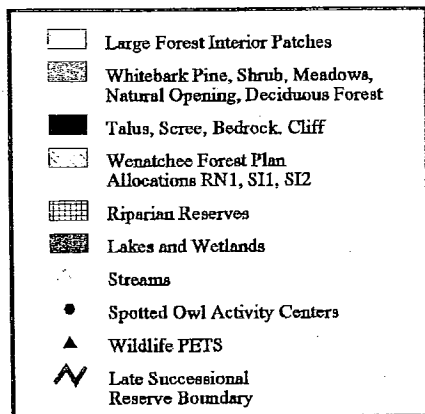 Large Forest Interior Patches
Whitebark Pine, Shrub, Meadows,
Natural Opening, Deciduous Forest
Talus, Scree, Bedrock, Cliff
Wenatchee Forest Plan
Allocations RN1, SI1, SI2
Riparian Reserves
Lakes and Wetlands
Streams
Spotted Owl Activity Centers
Wildlife PETS
Late Successional
Reserve Boundary